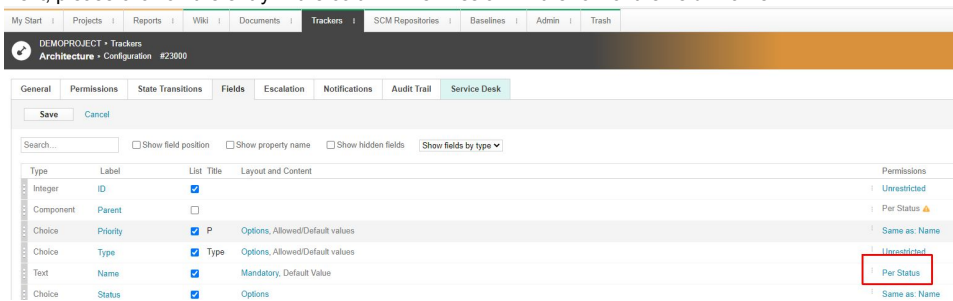 My Start Projects Reports Wiki Documents Trackers SCM Repositories Baselines Admin Trash
DEMOPROJECT • Trackers
Architecture • Configuration #23000
General Permissions State Transitions Fields Escalation Notifications Audit Trail Service Desk
Save Cancel
Search... Show field position Show property name Show hidden fields Show fields by type
Type Label List Title Layout and Content Permissions
Integer ID Unrestricted
Component Parent Per Status
Choice Priority P Options, Allowed/Default values Same as: Name
Choice Type Type Options, Allowed/Default values Unrestricted
Text Name Mandatory, Default Value Per Status
Choice Status Options Same as: Name